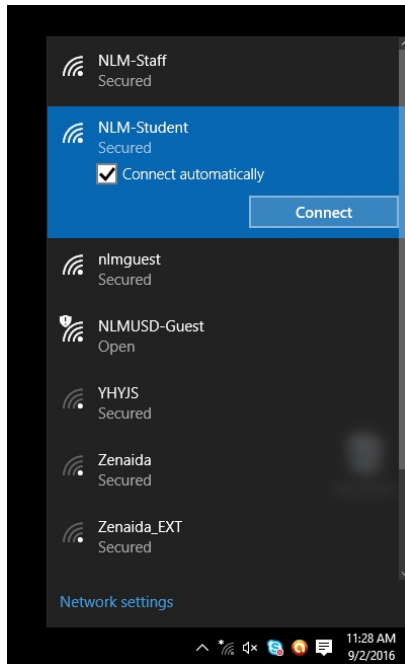 NLM-Staff
Secured
NLM-Student
Secured
Connect automatically
Connect
nlmguest
Secured
NLMUSD-Guest
Open
YHYJS
Secured
Zenaida
Secured
Zenaida_EXT
Secured
Network settings
11:28 AM
9/2/2016